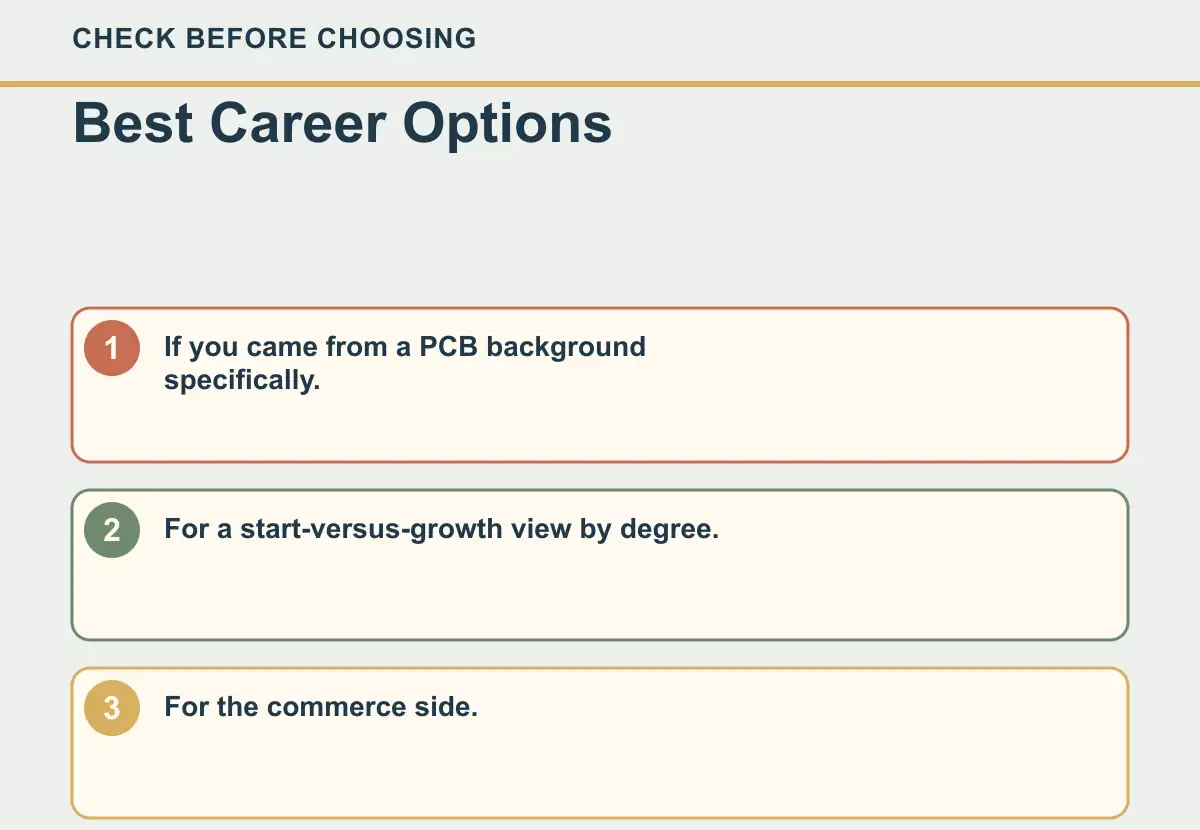 CHECK BEFORE CHOOSING
Best Career Options
1
If you came from a PCB background
specifically.
2
For a start-versus-growth view by degree.
3
For the commerce side.